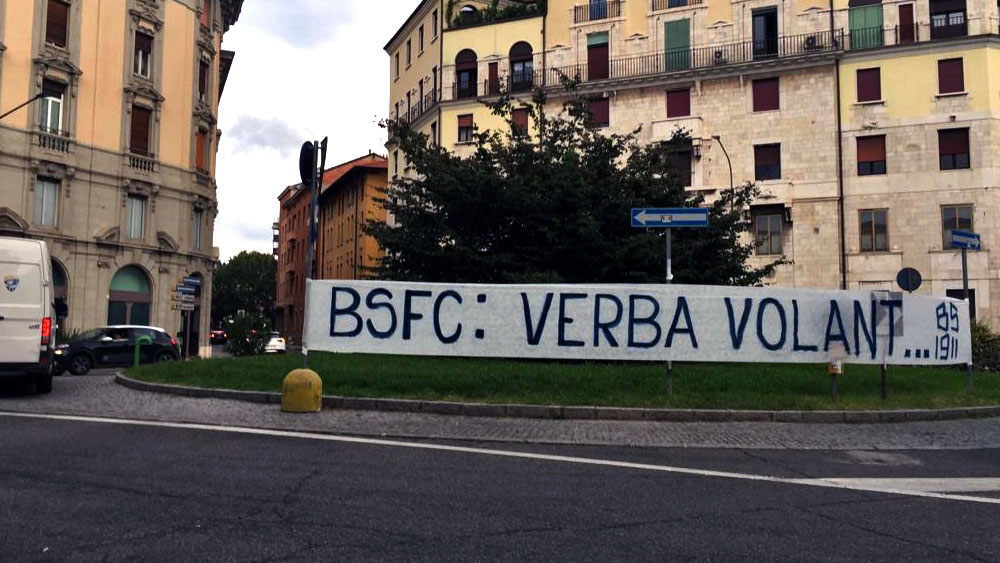 BSFC: VERBA VOLANT...
BS
1911